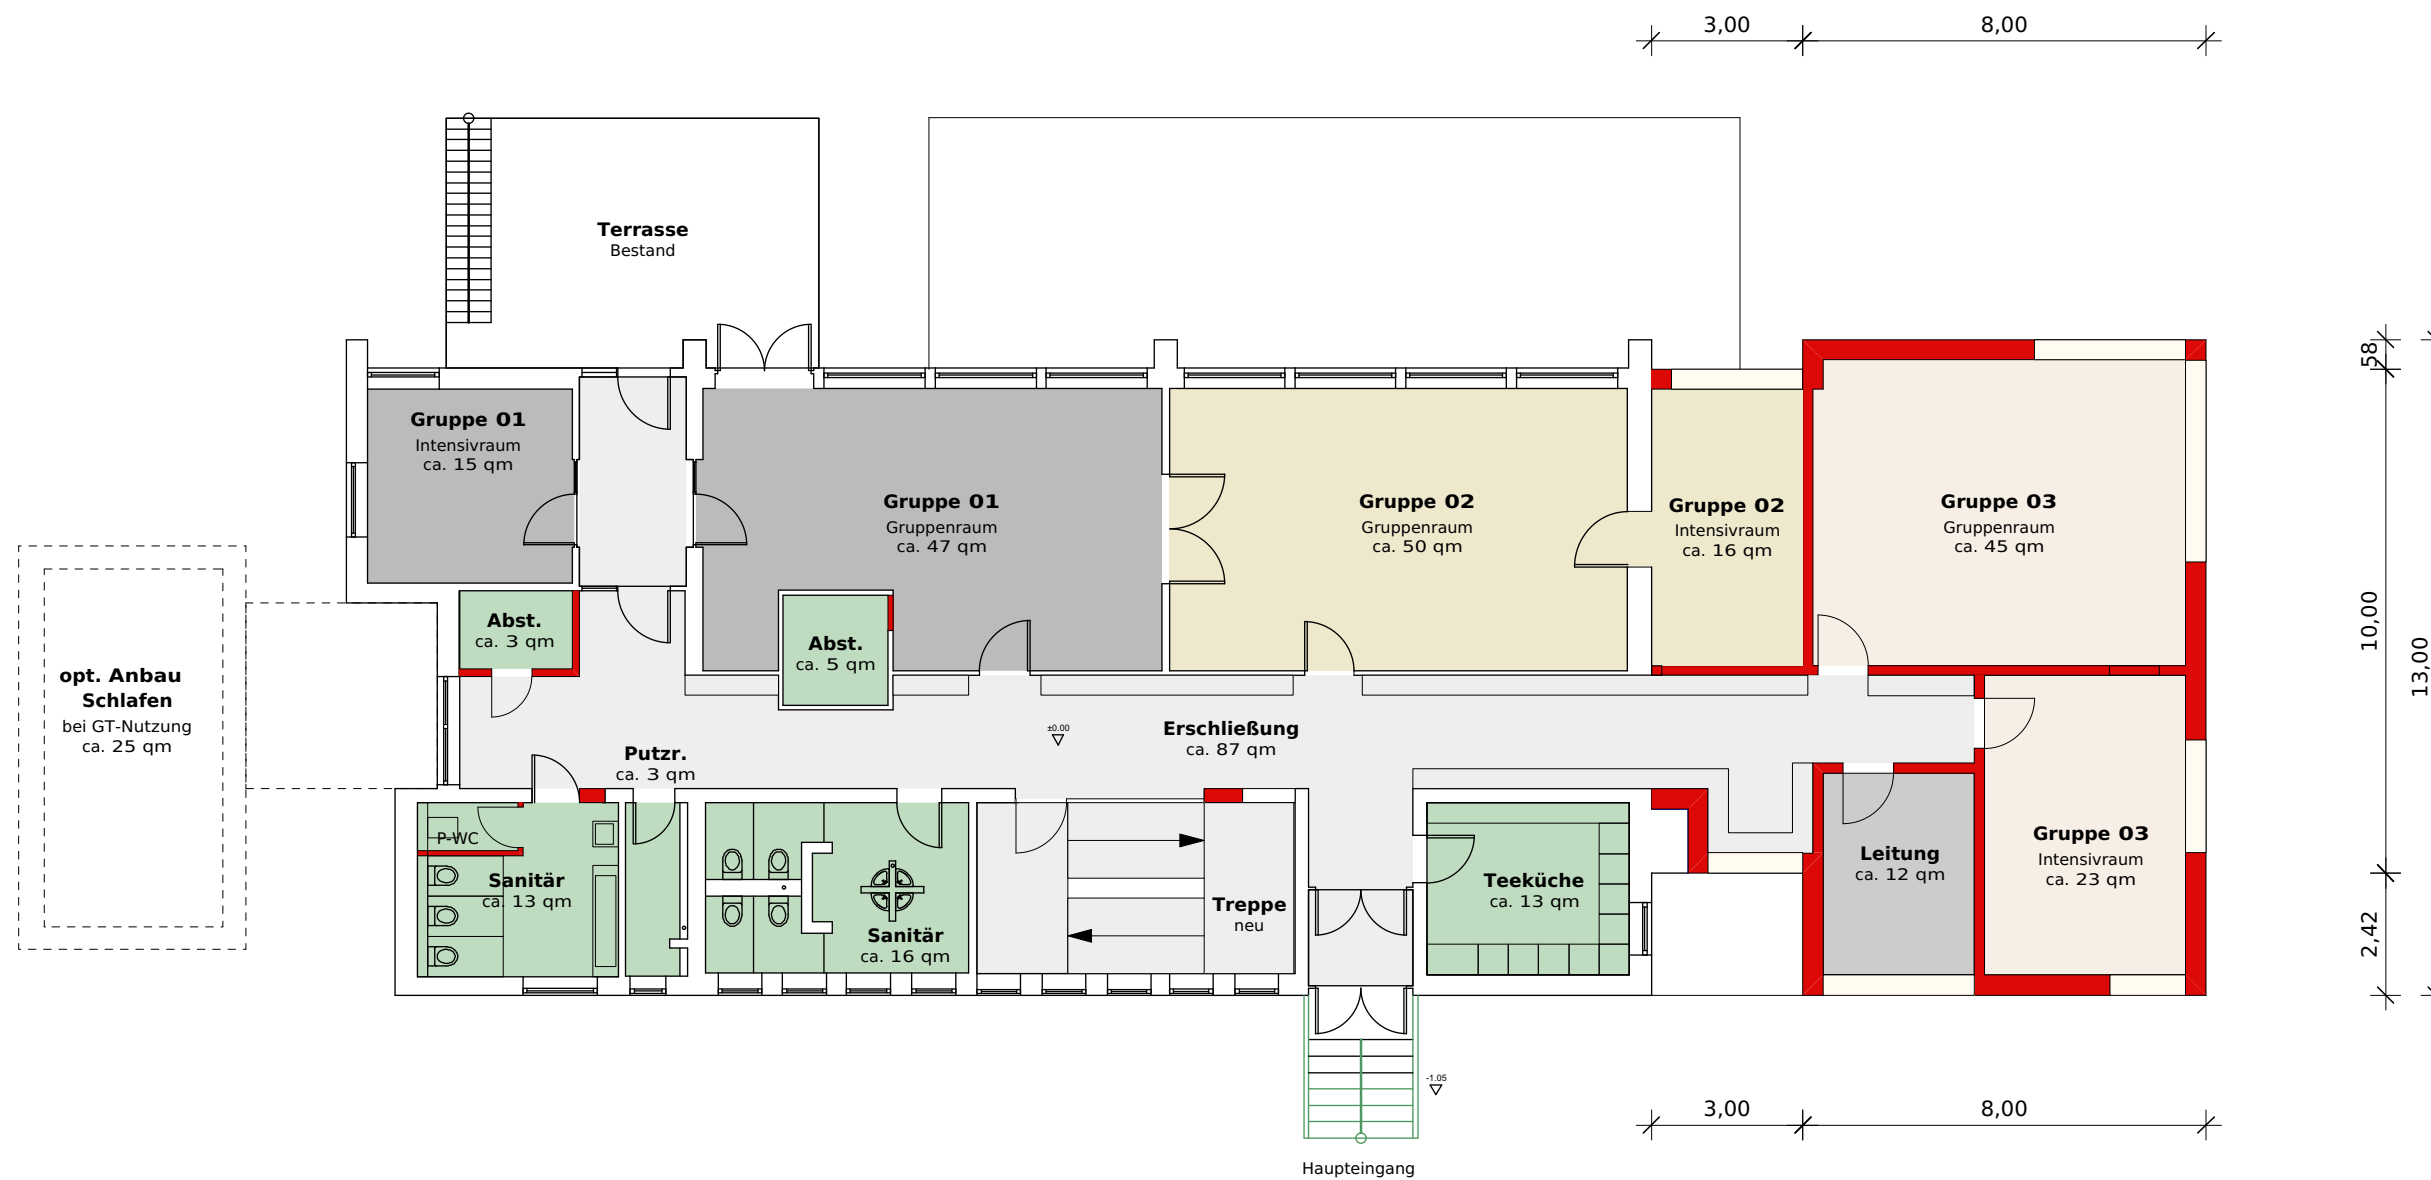 3,00
8,00
Terrasse
Bestand
58
Gruppe 01
Intensivraum
ca. 15 qm
Gruppe 01
Gruppenraum
ca. 47 qm
Gruppe 02
Gruppenraum
ca. 50 qm
Gruppe 02
Intensivraum
ca. 16 qm
Gruppe 03
Gruppenraum
ca. 45 qm
10,00
13,00
Abst.
ca. 3 qm
Abst.
ca. 5 qm
opt. Anbau
Schlafen
bei GT-Nutzung
ca. 25 qm
Putzr.
ca. 3 qm
±0.00
Erschließung
ca. 87 qm
P-WC
Sanitär
ca. 13 qm
Sanitär
ca. 16 qm
Treppe
neu
Teeküche
ca. 13 qm
Leitung
ca. 12 qm
Gruppe 03
Intensivraum
ca. 23 qm
2,42
-1.05
3,00
8,00
Haupteingang